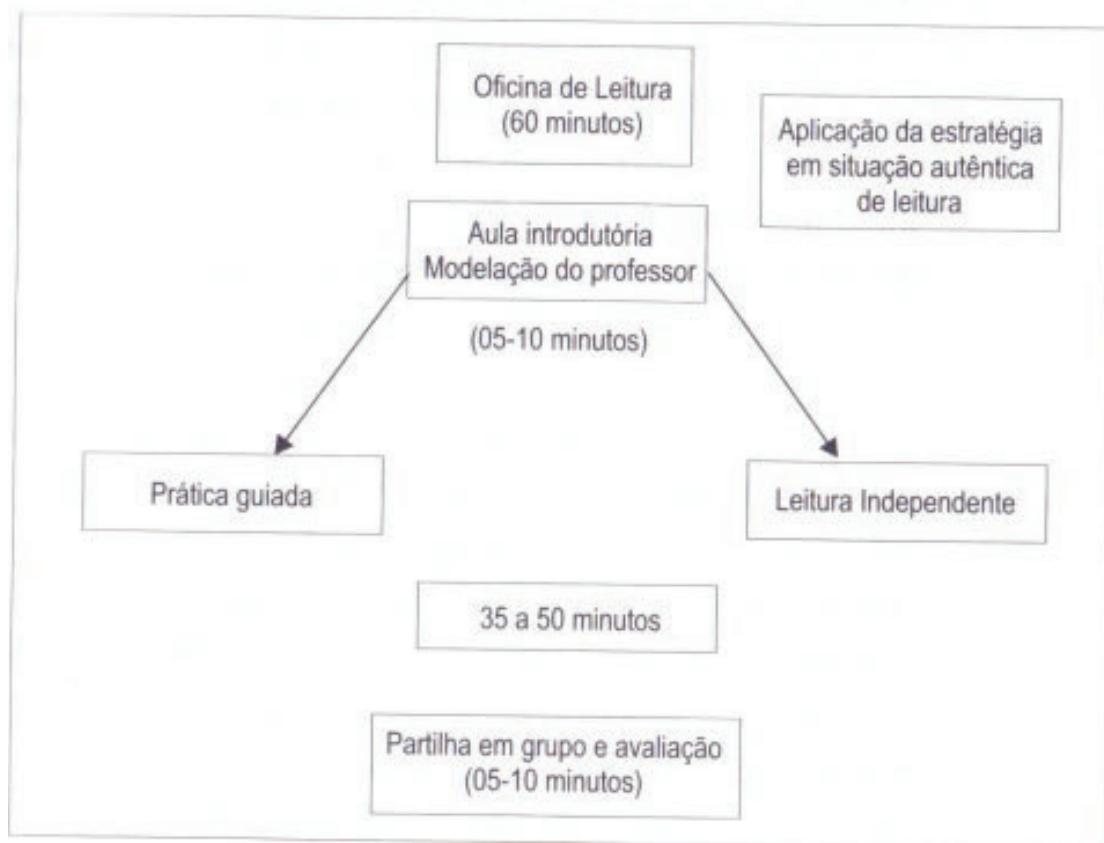 Oficina de Leitura
(60 minutos)
Aplicação da estratégia
em situação autêntica
de leitura
Aula introdutória
Modelação do professor
(05-10 minutos)
Prática guiada
Leitura Independente
35 a 50 minutos
Partilha em grupo e avaliação
(05-10 minutos)